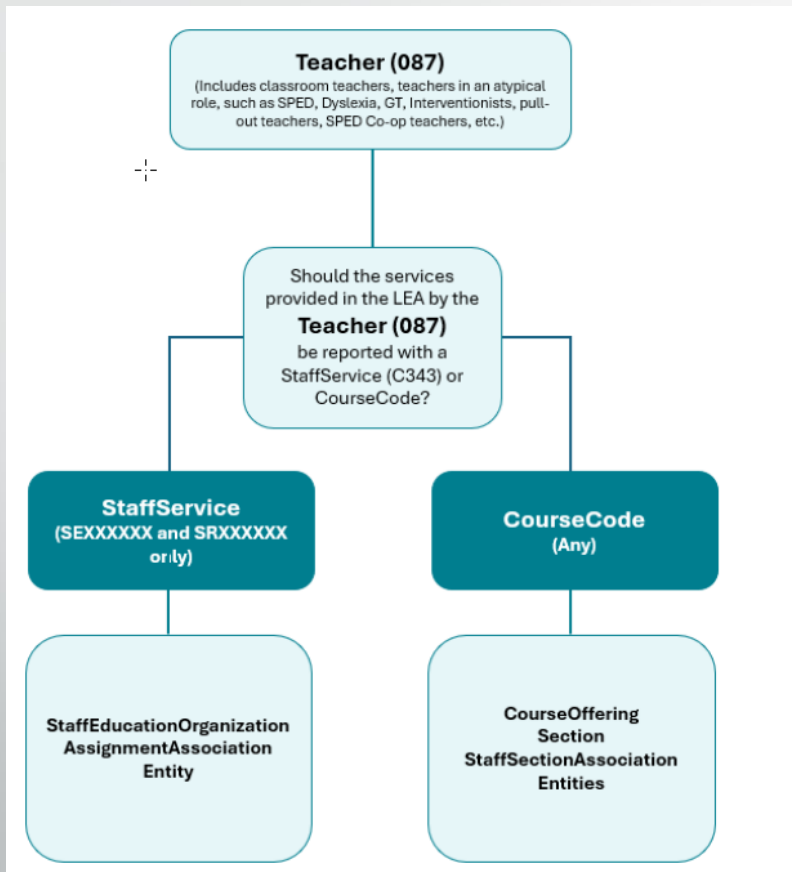 Teacher (087)
(Includes classroom teachers, teachers in an atypical
role, such as SPED, Dyslexia, GT, Interventionists, pull-
out teachers, SPED Co-op teachers, etc.)
Should the services
provided in the LEA by the
Teacher (087)
be reported with a
StaffService (C343) or
CourseCode?
StaffService
(SEXXXXXX and SRXXXXXX
only)
CourseCode
(Any)
StaffEducationOrganization
AssignmentAssociation
Entity
CourseOffering
Section
StaffSectionAssociation
Entities